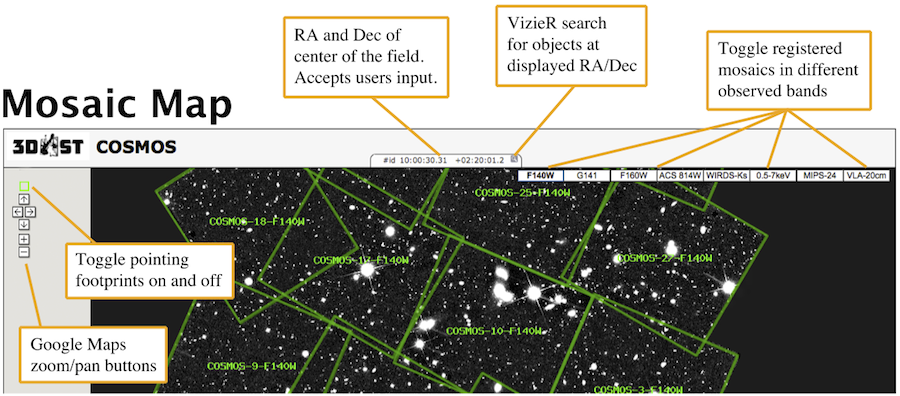 RA and Dec of
center of the field.
Accepts users input.
VizieR search
for objects at
displayed RA/Dec
Toggle registered
mosaics in different
observed bands
Mosaic Map
3D HST COSMOS
#id 10:00:30.31 +02:20:01.2
F140W G141 F160W ACS 814W WIRDS-Ks 0.5-7keV MIPS-24 VLA-20cm
COSMOS-25-F140W
COSMOS-18-F140W
COSMOS-17-F140W
COSMOS-27-F140W
Toggle pointing
footprints on and off
COSMOS-10-F140W
Google Maps
zoom/pan buttons
COSMOS-9-F140W
COSMOS-3-F140W